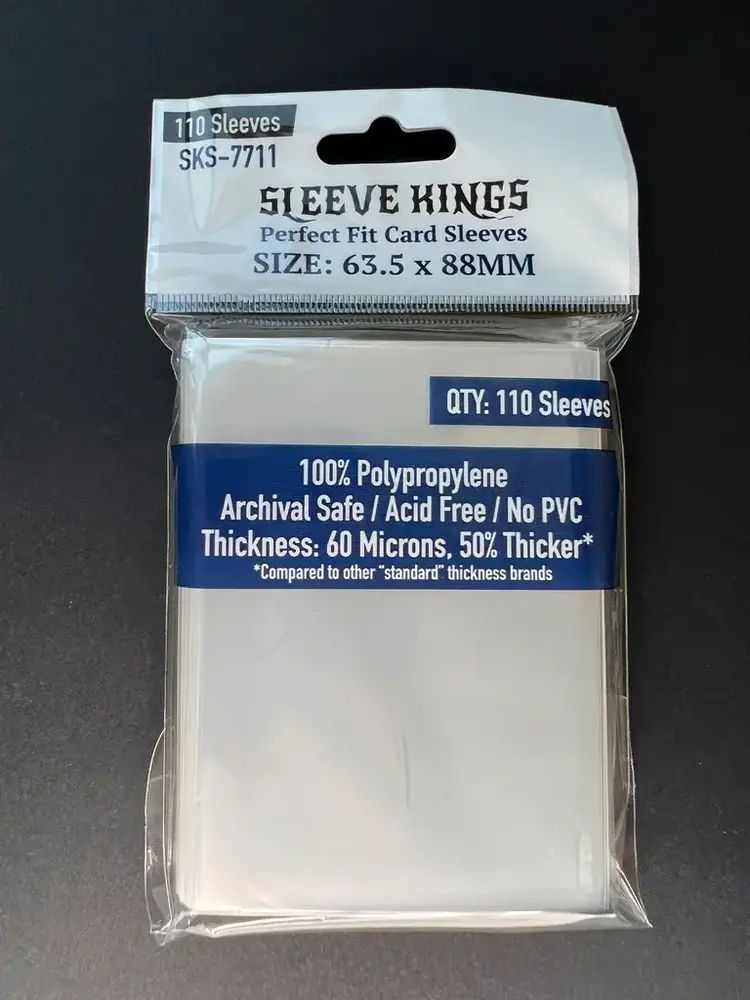 110 Sleeves
SKS-7711
SLEEVE KINGS
Perfect Fit Card Sleeves
SIZE: 63.5 x 88MM
QTY: 110 Sleeves
100% Polypropylene
Archival Safe / Acid Free / No PVC
Thickness: 60 Microns, 50% Thicker*
*Compared to other “standard” thickness brands